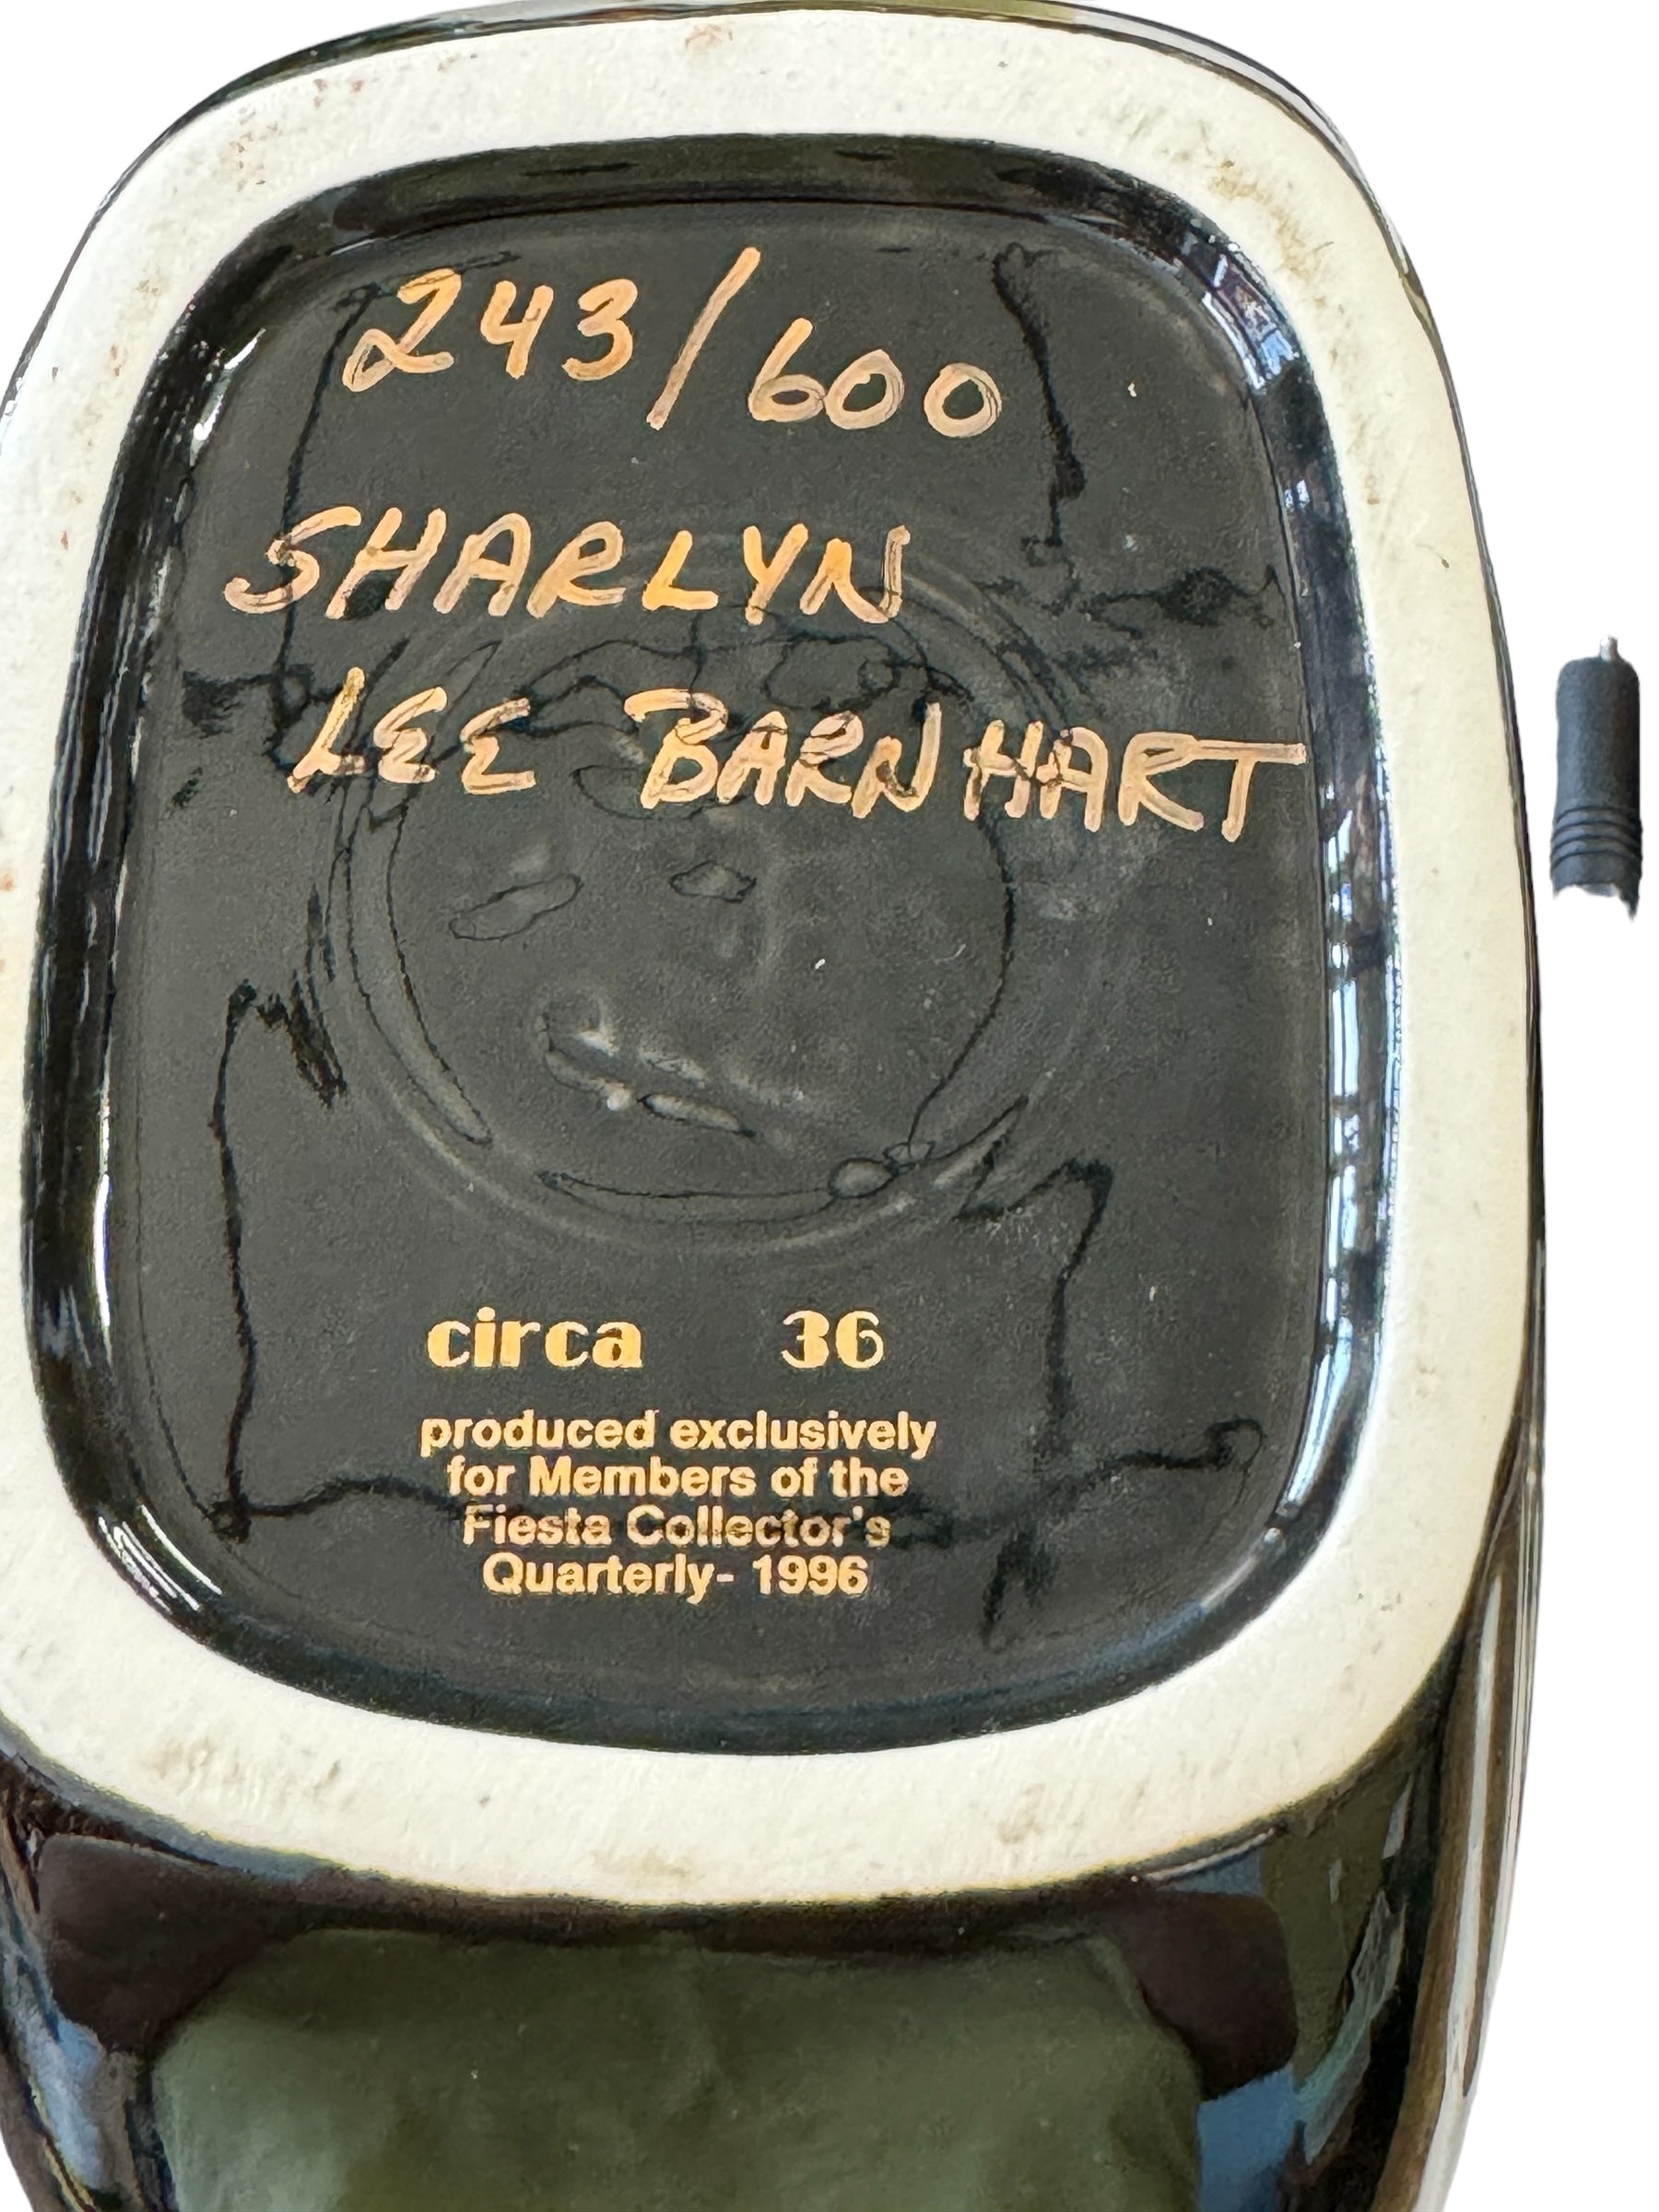 243/600
SHARLYN
LEE BARNHART
circa 36
produced exclusively
for Members of the
Fiesta Collector's
Quarterly- 1996